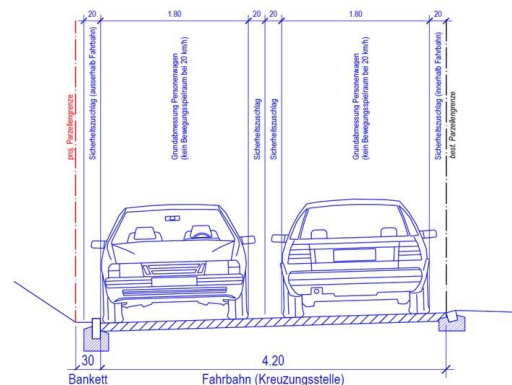 20 1.80 20 20 1.80 20
proj. Parzellengrenze
Sicherheitszuschlag (ausserhalb Fahrbahn)
Grundabmessung Personenwagen
(kein Bewegungsspielraum bei 20 km/h)
Sicherheitszuschlag
Sicherheitszuschlag
Grundabmessung Personenwagen
(kein Bewegungsspielraum bei 20 km/h)
Sicherheitszuschlag (innerhalb Fahrbahn)
best. Parzellengrenze
30 4.20
Bankett Fahrbahn (Kreuzungsstelle)